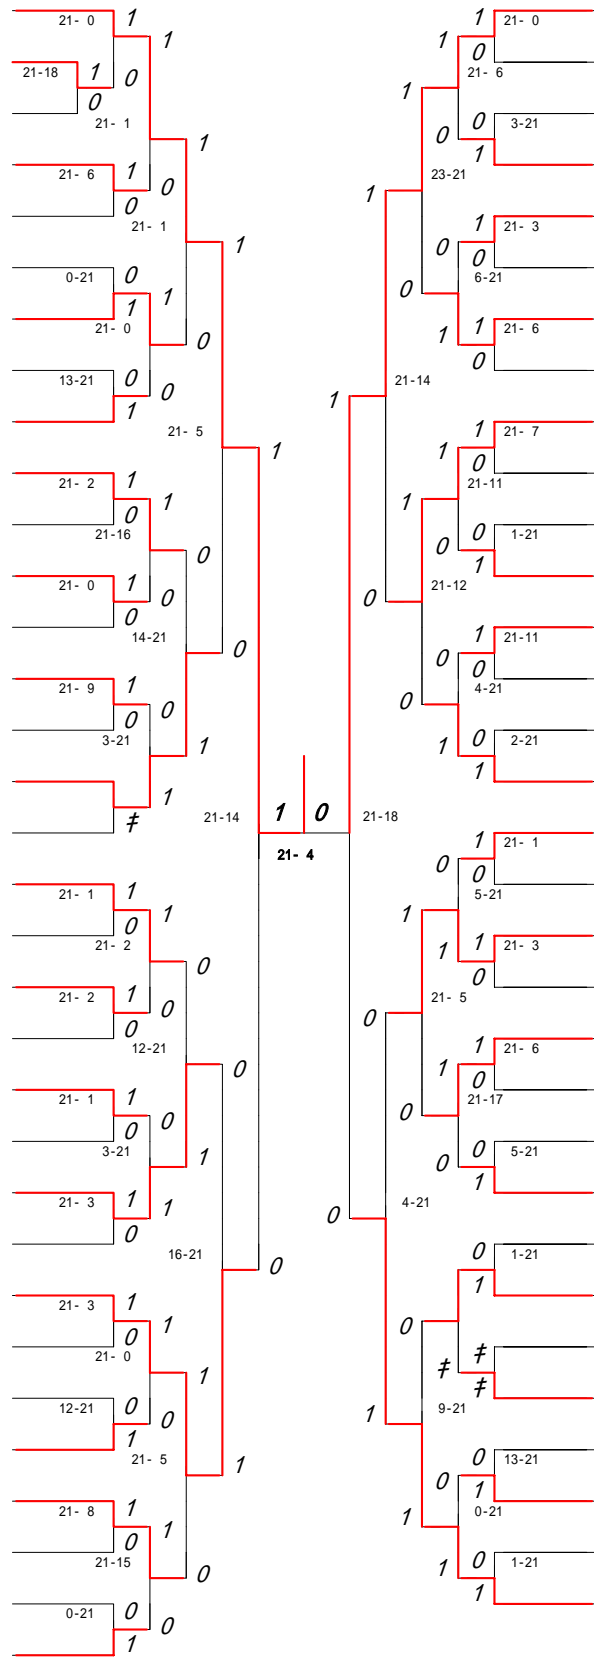 21- 0 1 1 1 1 21- 0
21-18 1 0 1 0 21- 6
0 0 3-21
21- 1 1 0 1
21- 6 1 0 1 23-21
0 1 21- 3
21- 1 1 0 0 6-21
0-21 0 1 0
1 1 1 21- 6
21- 0 0 0
13-21 0 0 21-14
1 1
21- 5 1 1 21- 7
1 0
21- 2 1 1 1 21-11
0 0 1-21
21-16 0 0 1
21- 0 1 0 0 21-12
0 1 21-11
14-21 0 0 0 4-21
21- 9 1 0 0 2-21
0 1 1
3-21 1
1
21-14 1 0 21-18
‡ 21- 4
1 21- 1
0 0 5-21
21- 1 1 1 1 21- 3
0 1 0
21- 2 0 21- 5
21- 2 1 0 0 1 21- 6
0 1 0
12-21 0 0 21-17
21- 1 1 0 0 5-21
0 0 1
3-21 1
21- 3 1 1 0 4-21
0
16-21 0 0 1-21
1
21- 3 1 1 0
0 ‡
21- 0 1 ‡ ‡
12-21 0 0 1 9-21
1
21- 5 1 0 0 13-21
21- 8 1 1 1 1 0-21
0
21-15 0 1 0 1-21
0-21 0 0 1
1